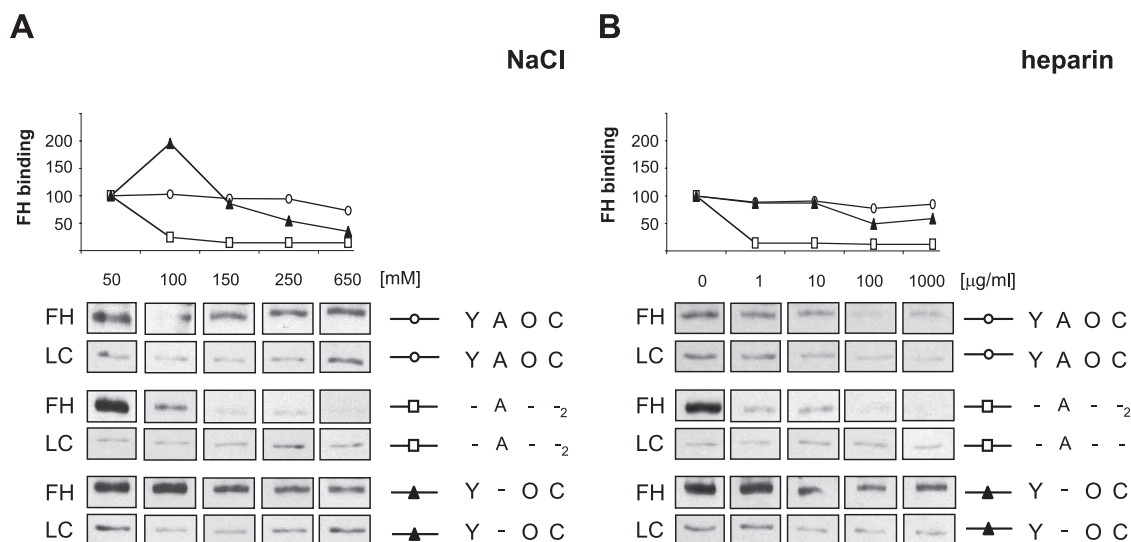 A
NaCl
FH binding
200
150
100
50
50 100 150 250 650 [mM]
FH Y A O C
LC Y A O C
FH - A - -2
LC - A - -2
FH Y - O C
LC Y - O C
B
heparin
FH binding
200
150
100
50
0 1 10 100 1000 [µg/ml]
FH Y A O C
LC Y A O C
FH - A - -2
LC - A - -
FH Y - O C
LC Y - O C